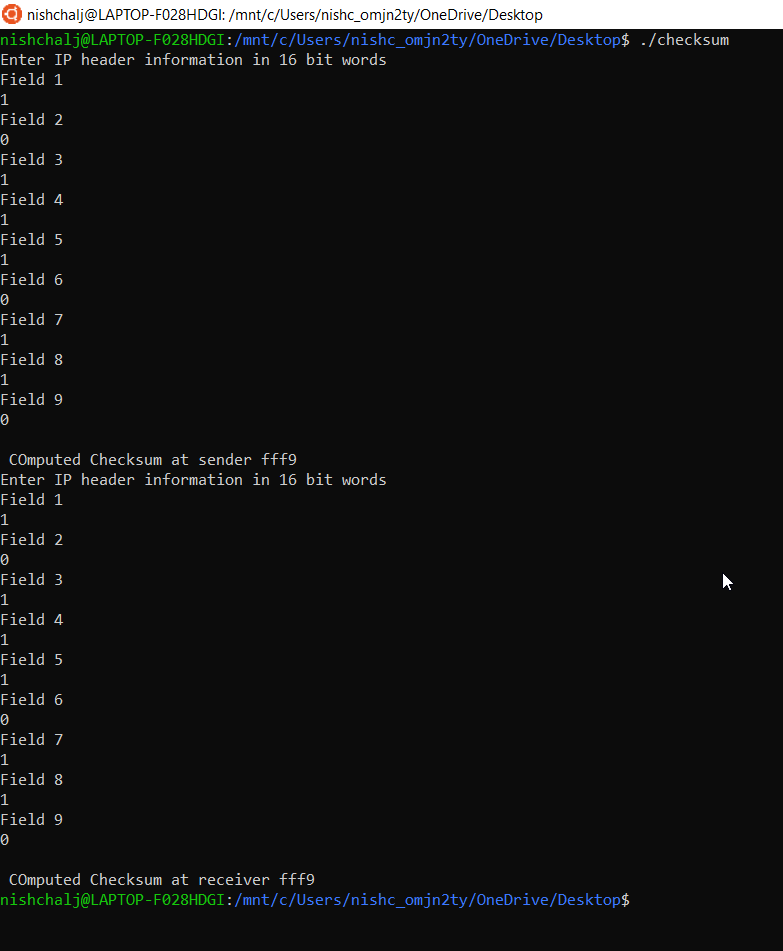 nishchalj@LAPTOP-F028HDGI: /mnt/c/Users/nishc_omjn2ty/OneDrive/Desktop
nishchalj@LAPTOP-F028HDGI:/mnt/c/Users/nishc_omjn2ty/OneDrive/Desktop$ ./checksum
Enter IP header information in 16 bit words
Field 1
1
Field 2
0
Field 3
1
Field 4
1
Field 5
1
Field 6
0
Field 7
1
Field 8
1
Field 9
0
COmputed Checksum at sender fff9
Enter IP header information in 16 bit words
Field 1
1
Field 2
0
Field 3
1
Field 4
1
Field 5
1
Field 6
0
Field 7
1
Field 8
1
Field 9
0
COmputed Checksum at receiver fff9
nishchalj@LAPTOP-F028HDGI:/mnt/c/Users/nishc_omjn2ty/OneDrive/Desktop$